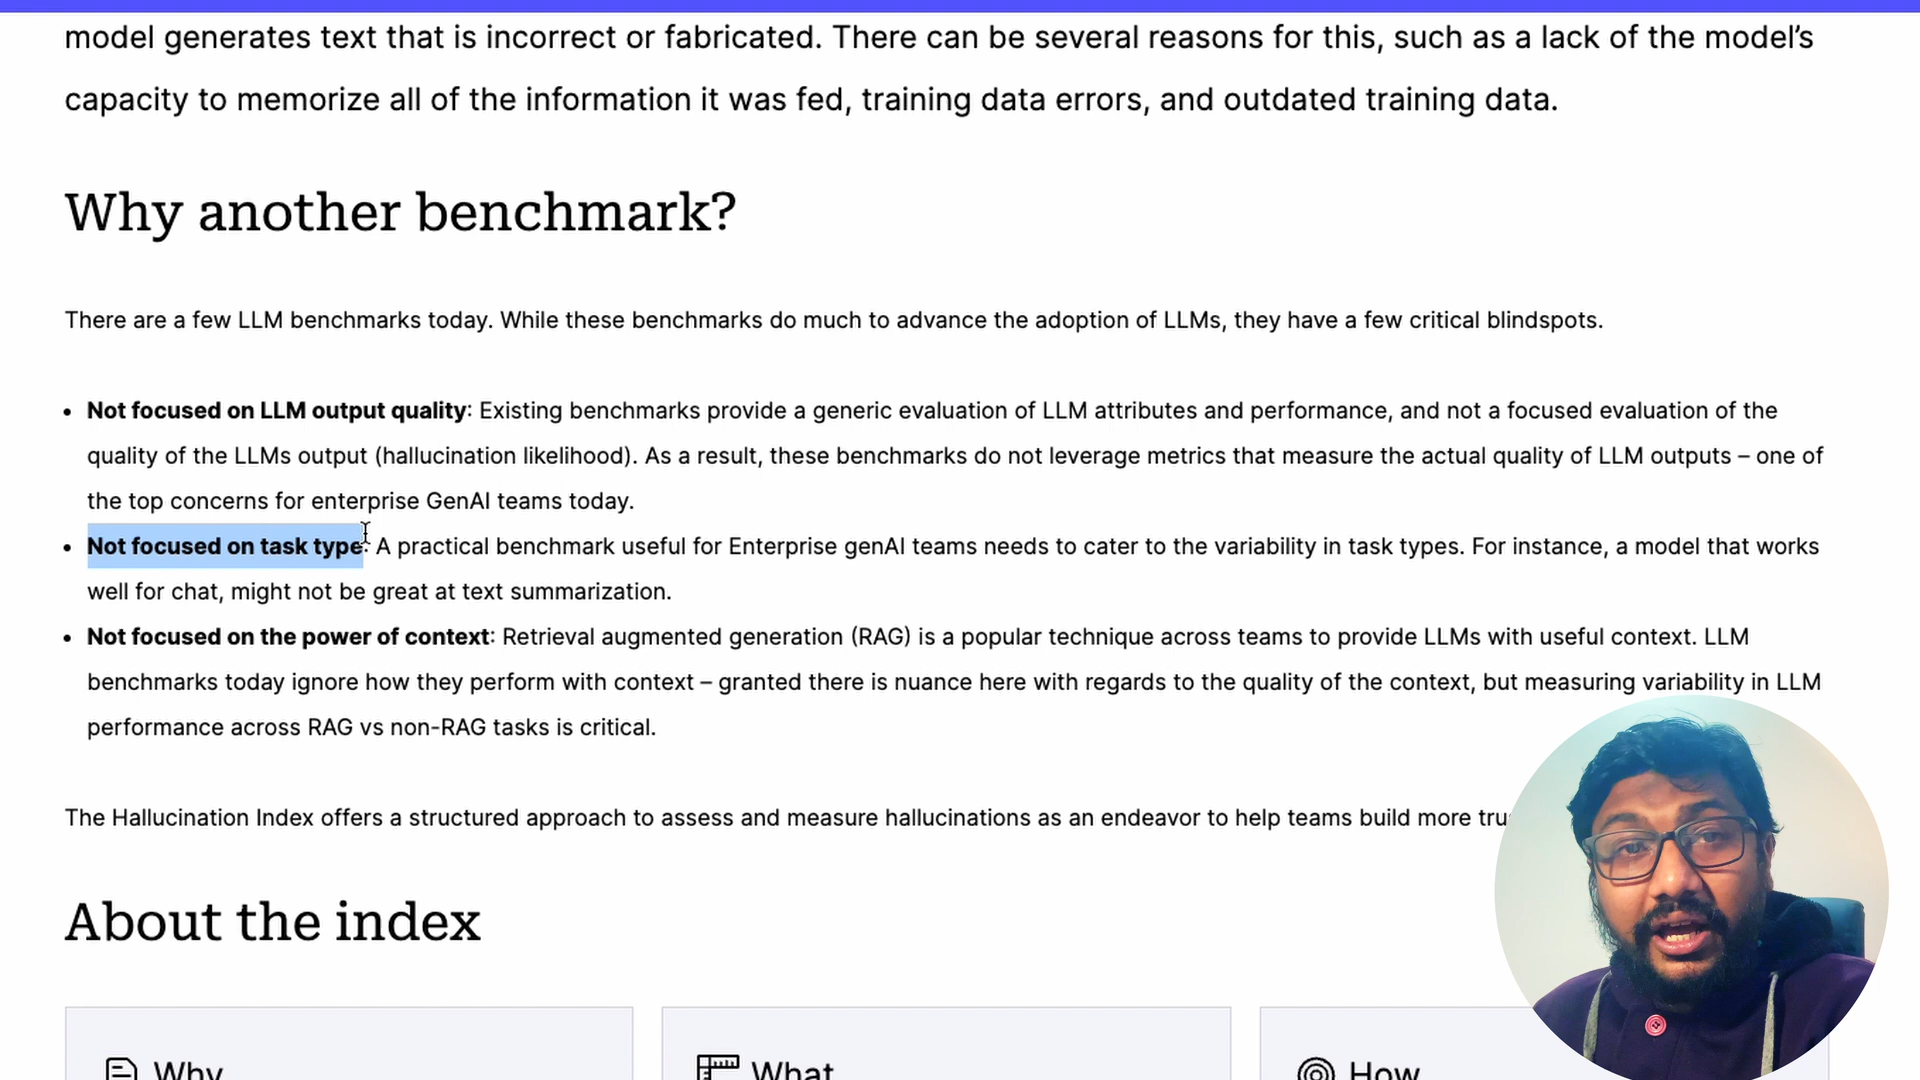 model generates text that is incorrect or fabricated. There can be several reasons for this, such as a lack of the model’s
capacity to memorize all of the information it was fed, training data errors, and outdated training data.
Why another benchmark?
There are a few LLM benchmarks today. While these benchmarks do much to advance the adoption of LLMs, they have a few critical blindspots.
• Not focused on LLM output quality: Existing benchmarks provide a generic evaluation of LLM attributes and performance, and not a focused evaluation of the
quality of the LLMs output (hallucination likelihood). As a result, these benchmarks do not leverage metrics that measure the actual quality of LLM outputs – one of
the top concerns for enterprise GenAI teams today.
• Not focused on task type: A practical benchmark useful for Enterprise genAI teams needs to cater to the variability in task types. For instance, a model that works
well for chat, might not be great at text summarization.
• Not focused on the power of context: Retrieval augmented generation (RAG) is a popular technique across teams to provide LLMs with useful context. LLM
benchmarks today ignore how they perform with context – granted there is nuance here with regards to the quality of the context, but measuring variability in LLM
performance across RAG vs non-RAG tasks is critical.
The Hallucination Index offers a structured approach to assess and measure hallucinations as an endeavor to help teams build more
About the index
Why
What
How